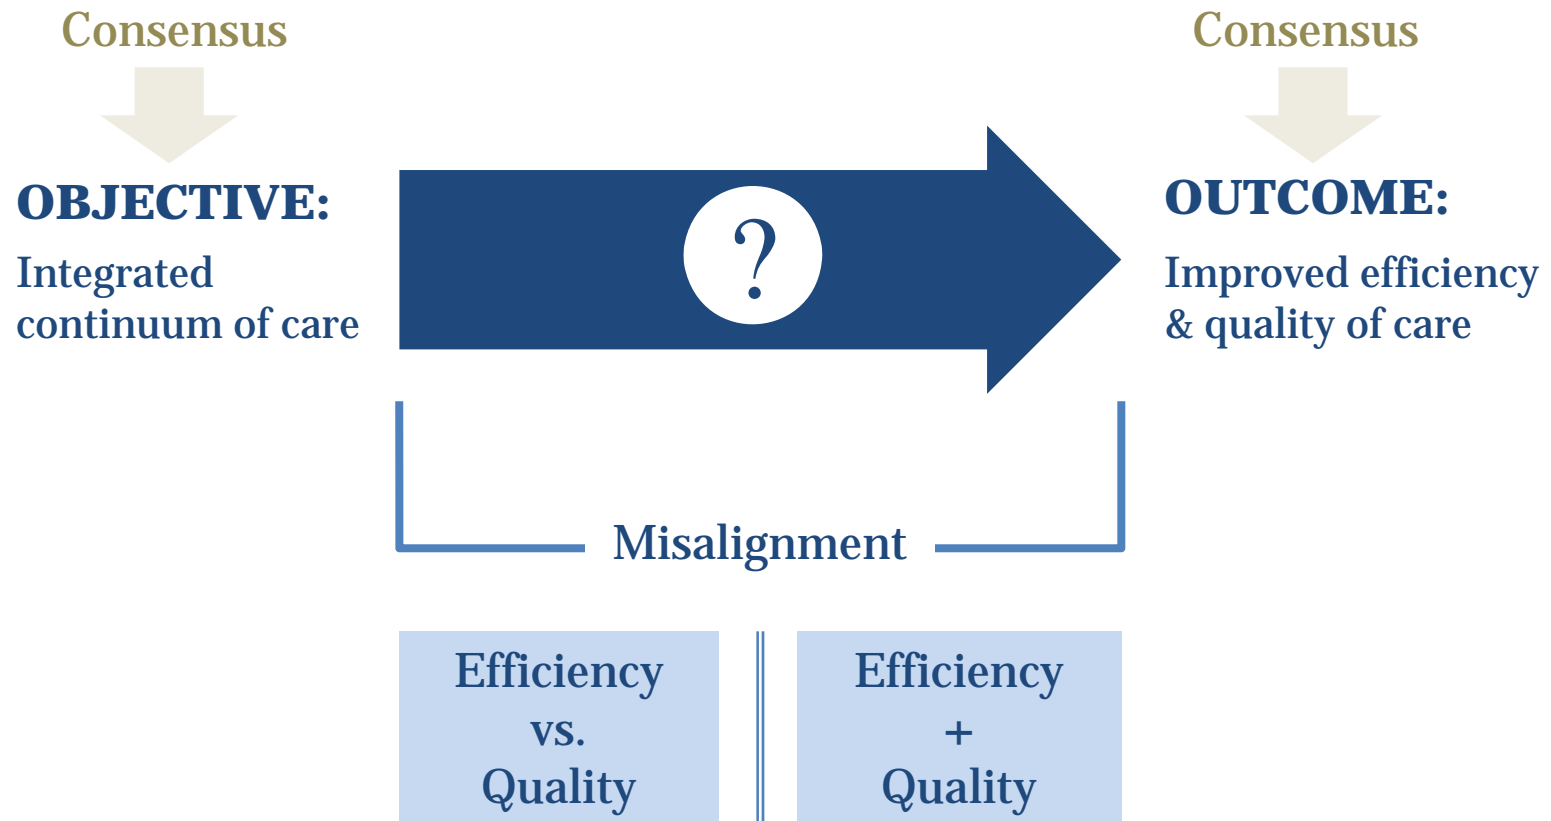 Consensus
OBJECTIVE:
Integrated
continuum of care
?
Consensus
OUTCOME:
Improved efficiency
& quality of care
Misalignment
Efficiency
vs.
Quality
Efficiency
+
Quality